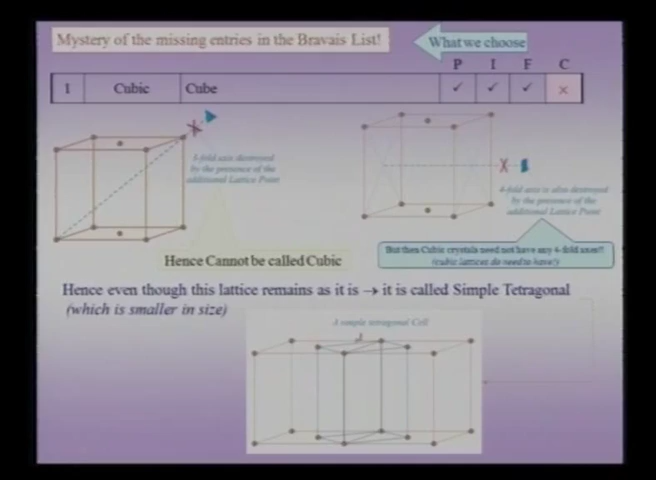 Mystery of the missing entries in the Bravais List!
What we choose
P I F C
1 Cubic Cube ✓ ✓ ✓ ×
3-fold axis destroyed
by the presence of the
additional Lattice Point
4-fold axis is also destroyed
by the presence of the
additional Lattice Point
Hence Cannot be called Cubic
But then Cubic crystals need not have any 4-fold axes!!
(cubic lattices do need to have!)
Hence even though this lattice remains as it is → it is called Simple Tetragonal
(which is smaller in size)
A simple tetragonal Cell